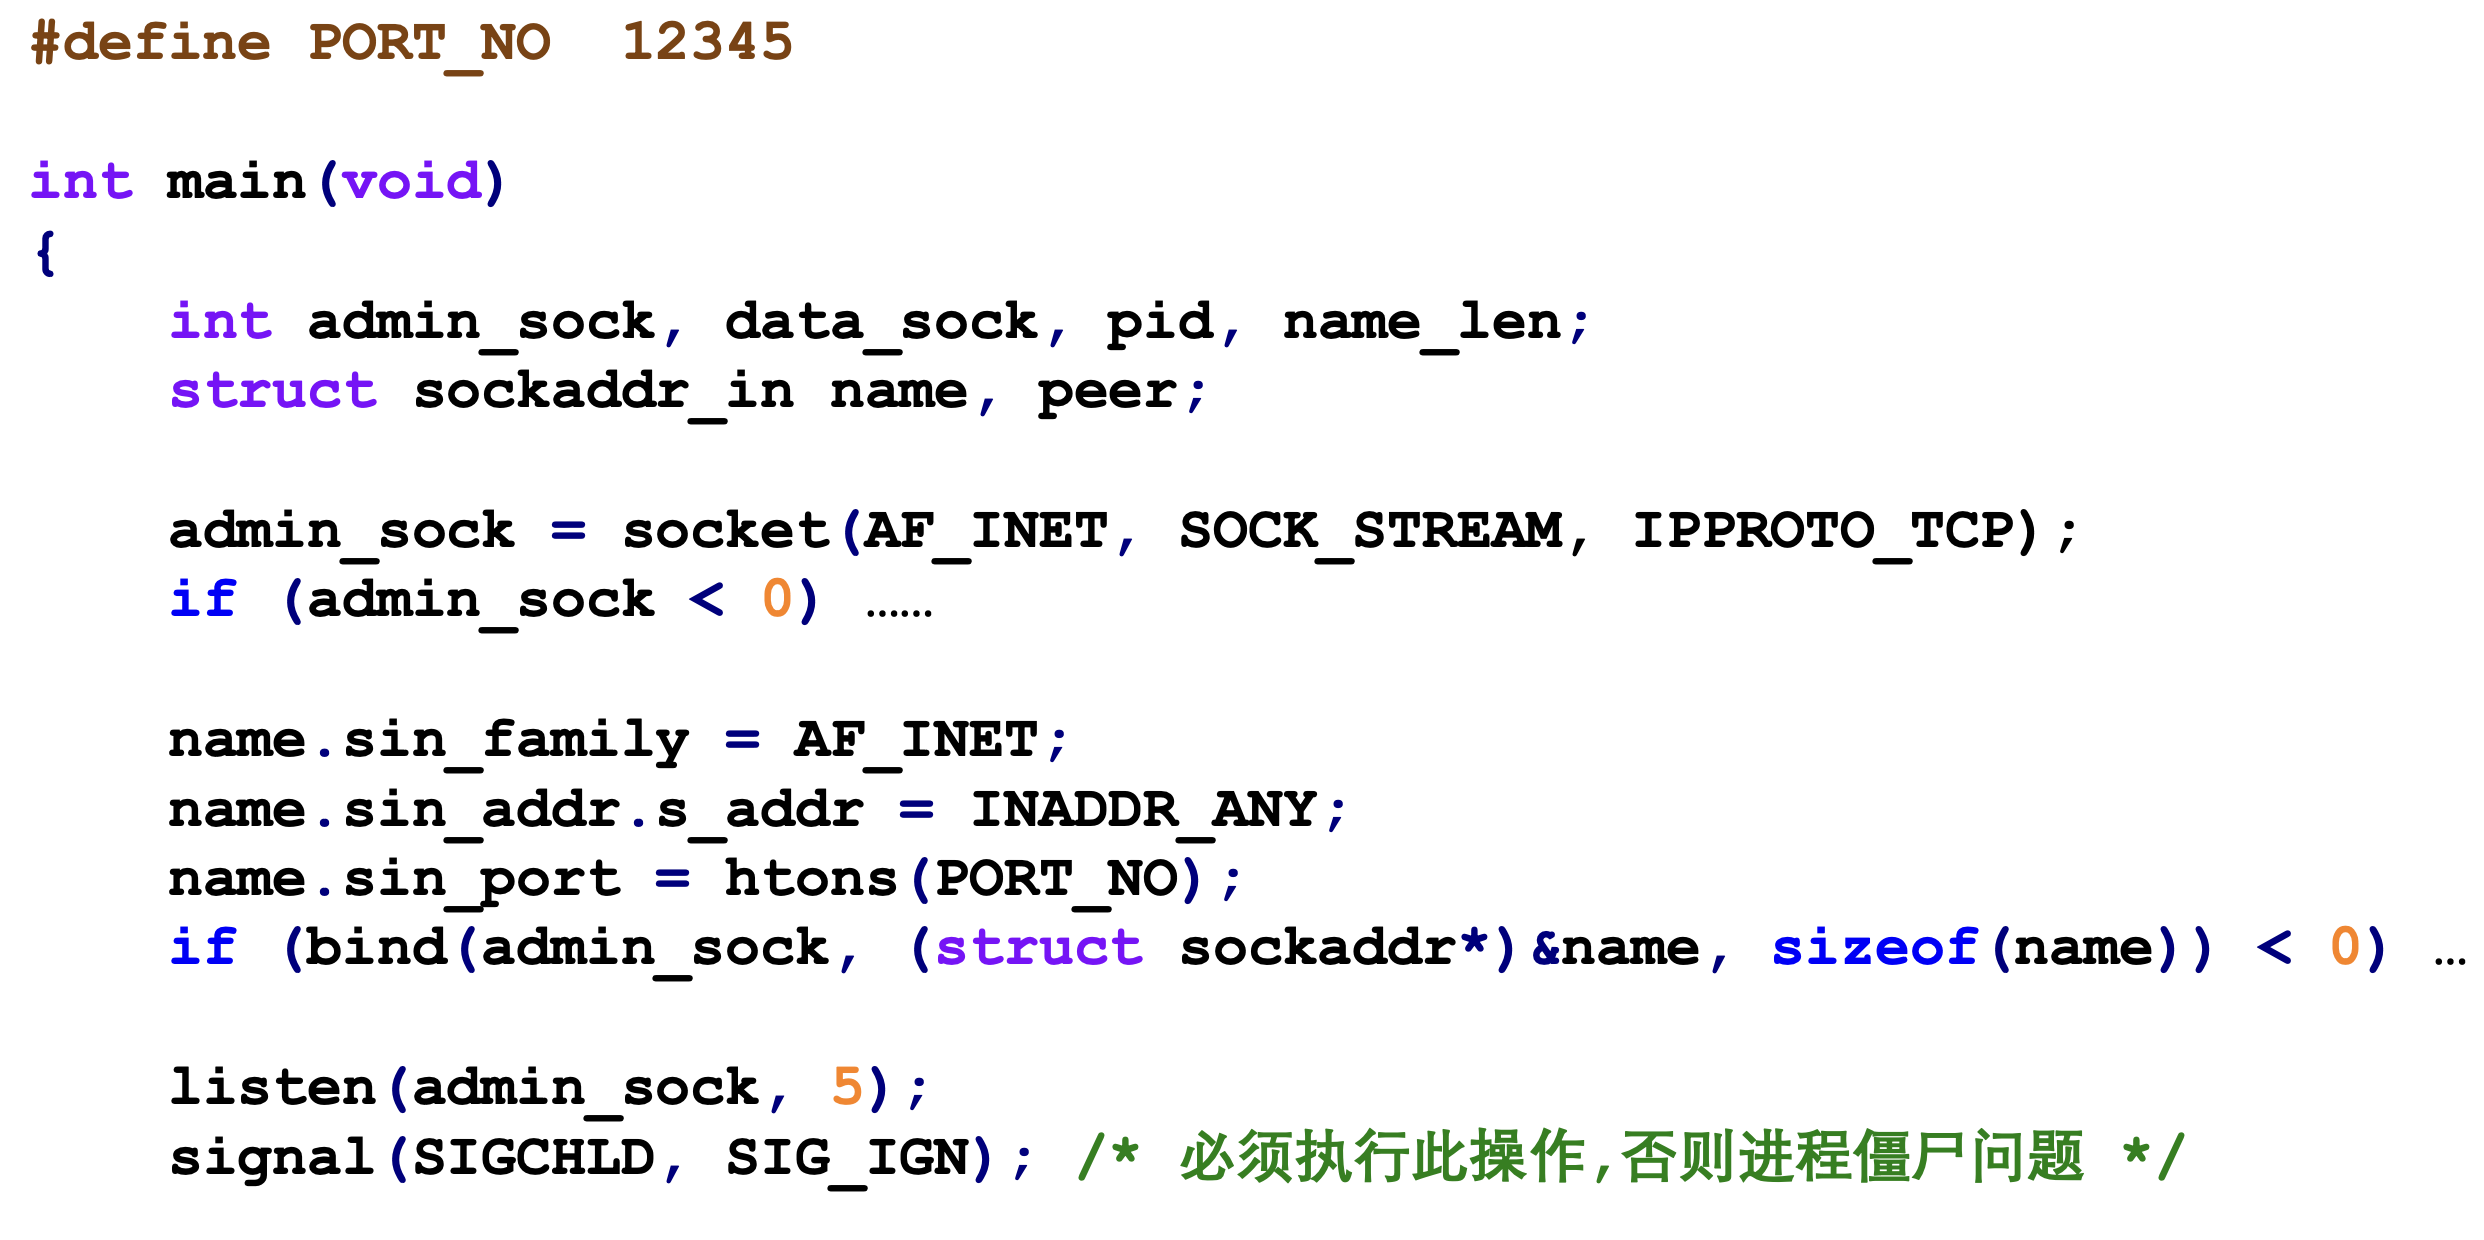 #define PORT_NO  12345
int main(void)
{
    int admin_sock, data_sock, pid, name_len;
    struct sockaddr_in name, peer;
    admin_sock = socket(AF_INET, SOCK_STREAM, IPPROTO_TCP);
    if (admin_sock < 0) ……
    name.sin_family = AF_INET;
    name.sin_addr.s_addr = INADDR_ANY;
    name.sin_port = htons(PORT_NO);
    if (bind(admin_sock, (struct sockaddr*)&name, sizeof(name)) < 0) …
    listen(admin_sock, 5);
    signal(SIGCHLD, SIG_IGN); /* 必须执行此操作,否则进程僵尸问题 */